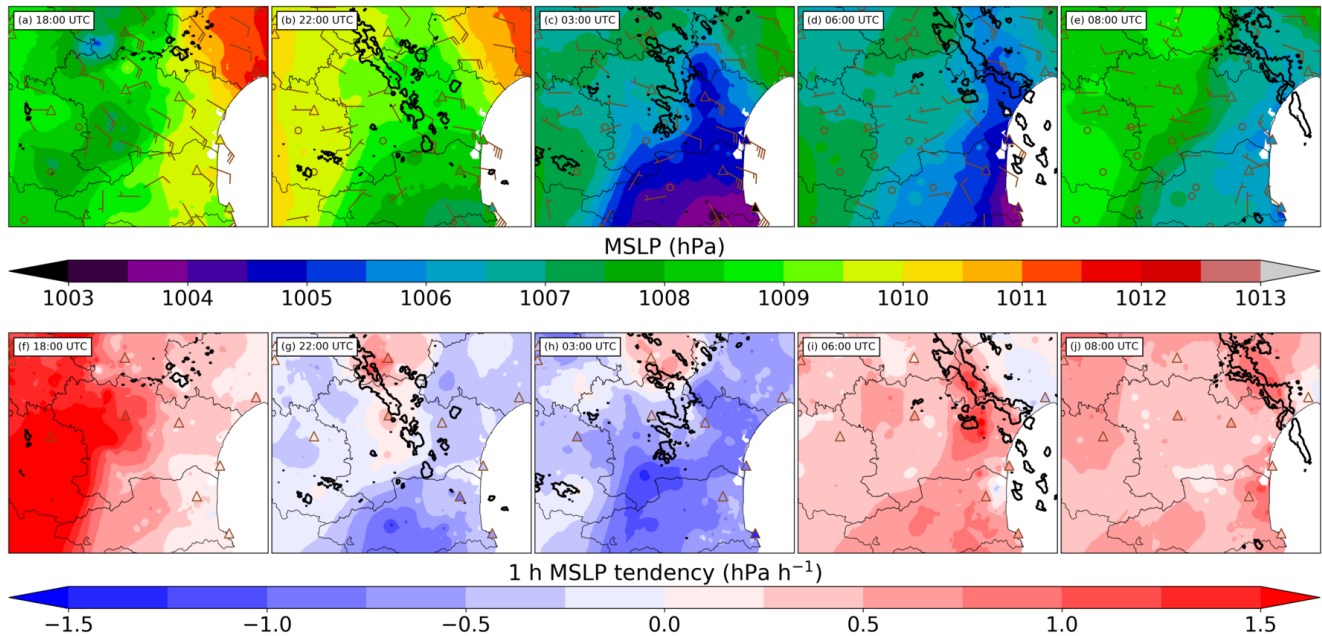 (a) 18:00 UTC
(b) 22:00 UTC
(c) 03:00 UTC
(d) 06:00 UTC
(e) 08:00 UTC
MSLP (hPa)
1003 1004 1005 1006 1007 1008 1009 1010 1011 1012 1013
(f) 18:00 UTC
(g) 22:00 UTC
(h) 03:00 UTC
(i) 06:00 UTC
(j) 08:00 UTC
1 h MSLP tendency (hPa h⁻¹)
−1.5 −1.0 −0.5 0.0 0.5 1.0 1.5